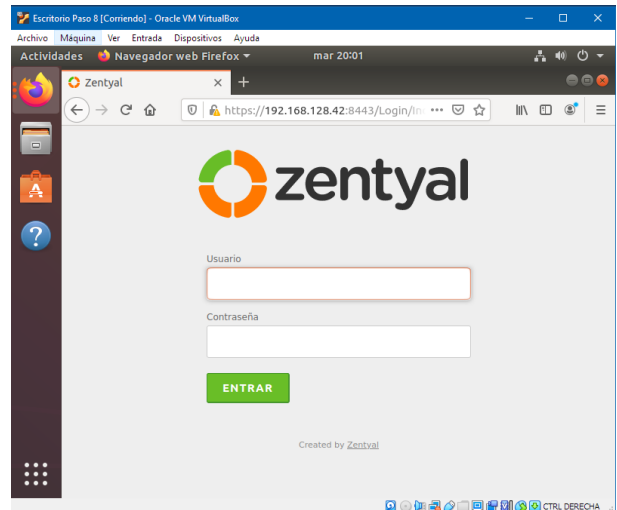 Escritorio Paso 8 [Corriendo] - Oracle VM VirtualBox
Archivo Máquina Ver Entrada Dispositivos Ayuda
Actividades Navegador web Firefox mar 20:01
Zentyal
https://192.168.128.42:8443/Login/In
zentyal
Usuario
Contraseña
ENTRAR
Created by Zentyal
CTRL DERECHA